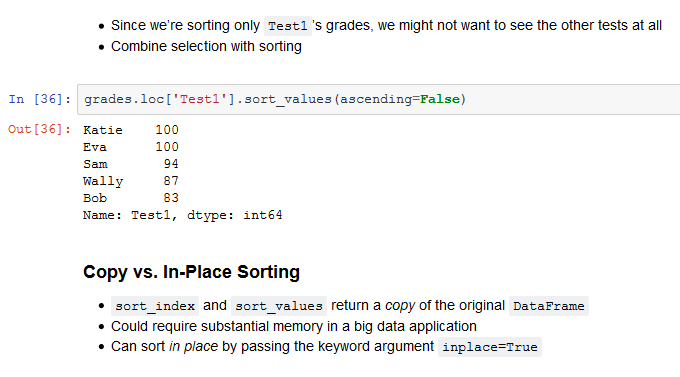 Since we're sorting only Test1's grades, we might not want to see the other tests at all
Combine selection with sorting
In [36]: grades.loc['Test1'].sort_values(ascending=False)
Out[36]: Katie    100
Eva      100
Sam       94
Wally     87
Bob       83
Name: Test1, dtype: int64
Copy vs. In-Place Sorting
sort_index and sort_values return a copy of the original DataFrame
Could require substantial memory in a big data application
Can sort in place by passing the keyword argument inplace=True